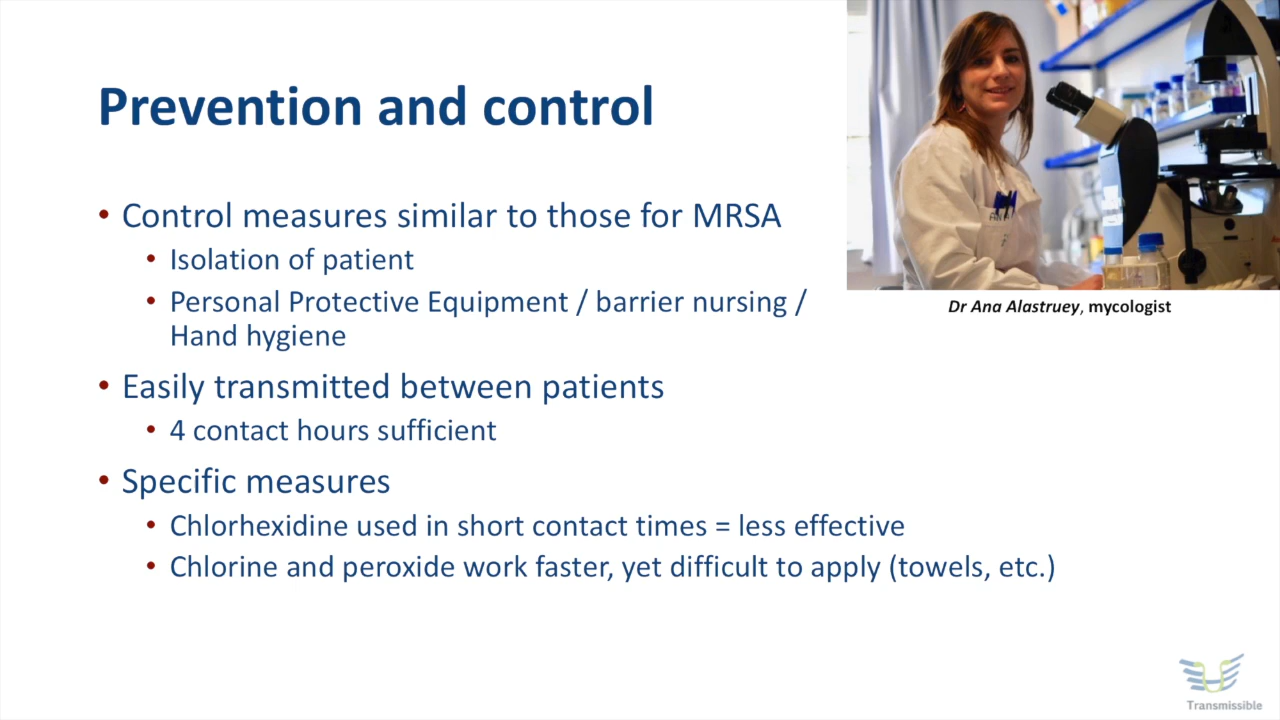 Prevention and control
• Control measures similar to those for MRSA
• Isolation of patient
• Personal Protective Equipment / barrier nursing /
Hand hygiene
• Easily transmitted between patients
• 4 contact hours sufficient
• Specific measures
• Chlorhexidine used in short contact times = less effective
• Chlorine and peroxide work faster, yet difficult to apply (towels, etc.)
Dr Ana Alastruey, mycologist
Transmissible